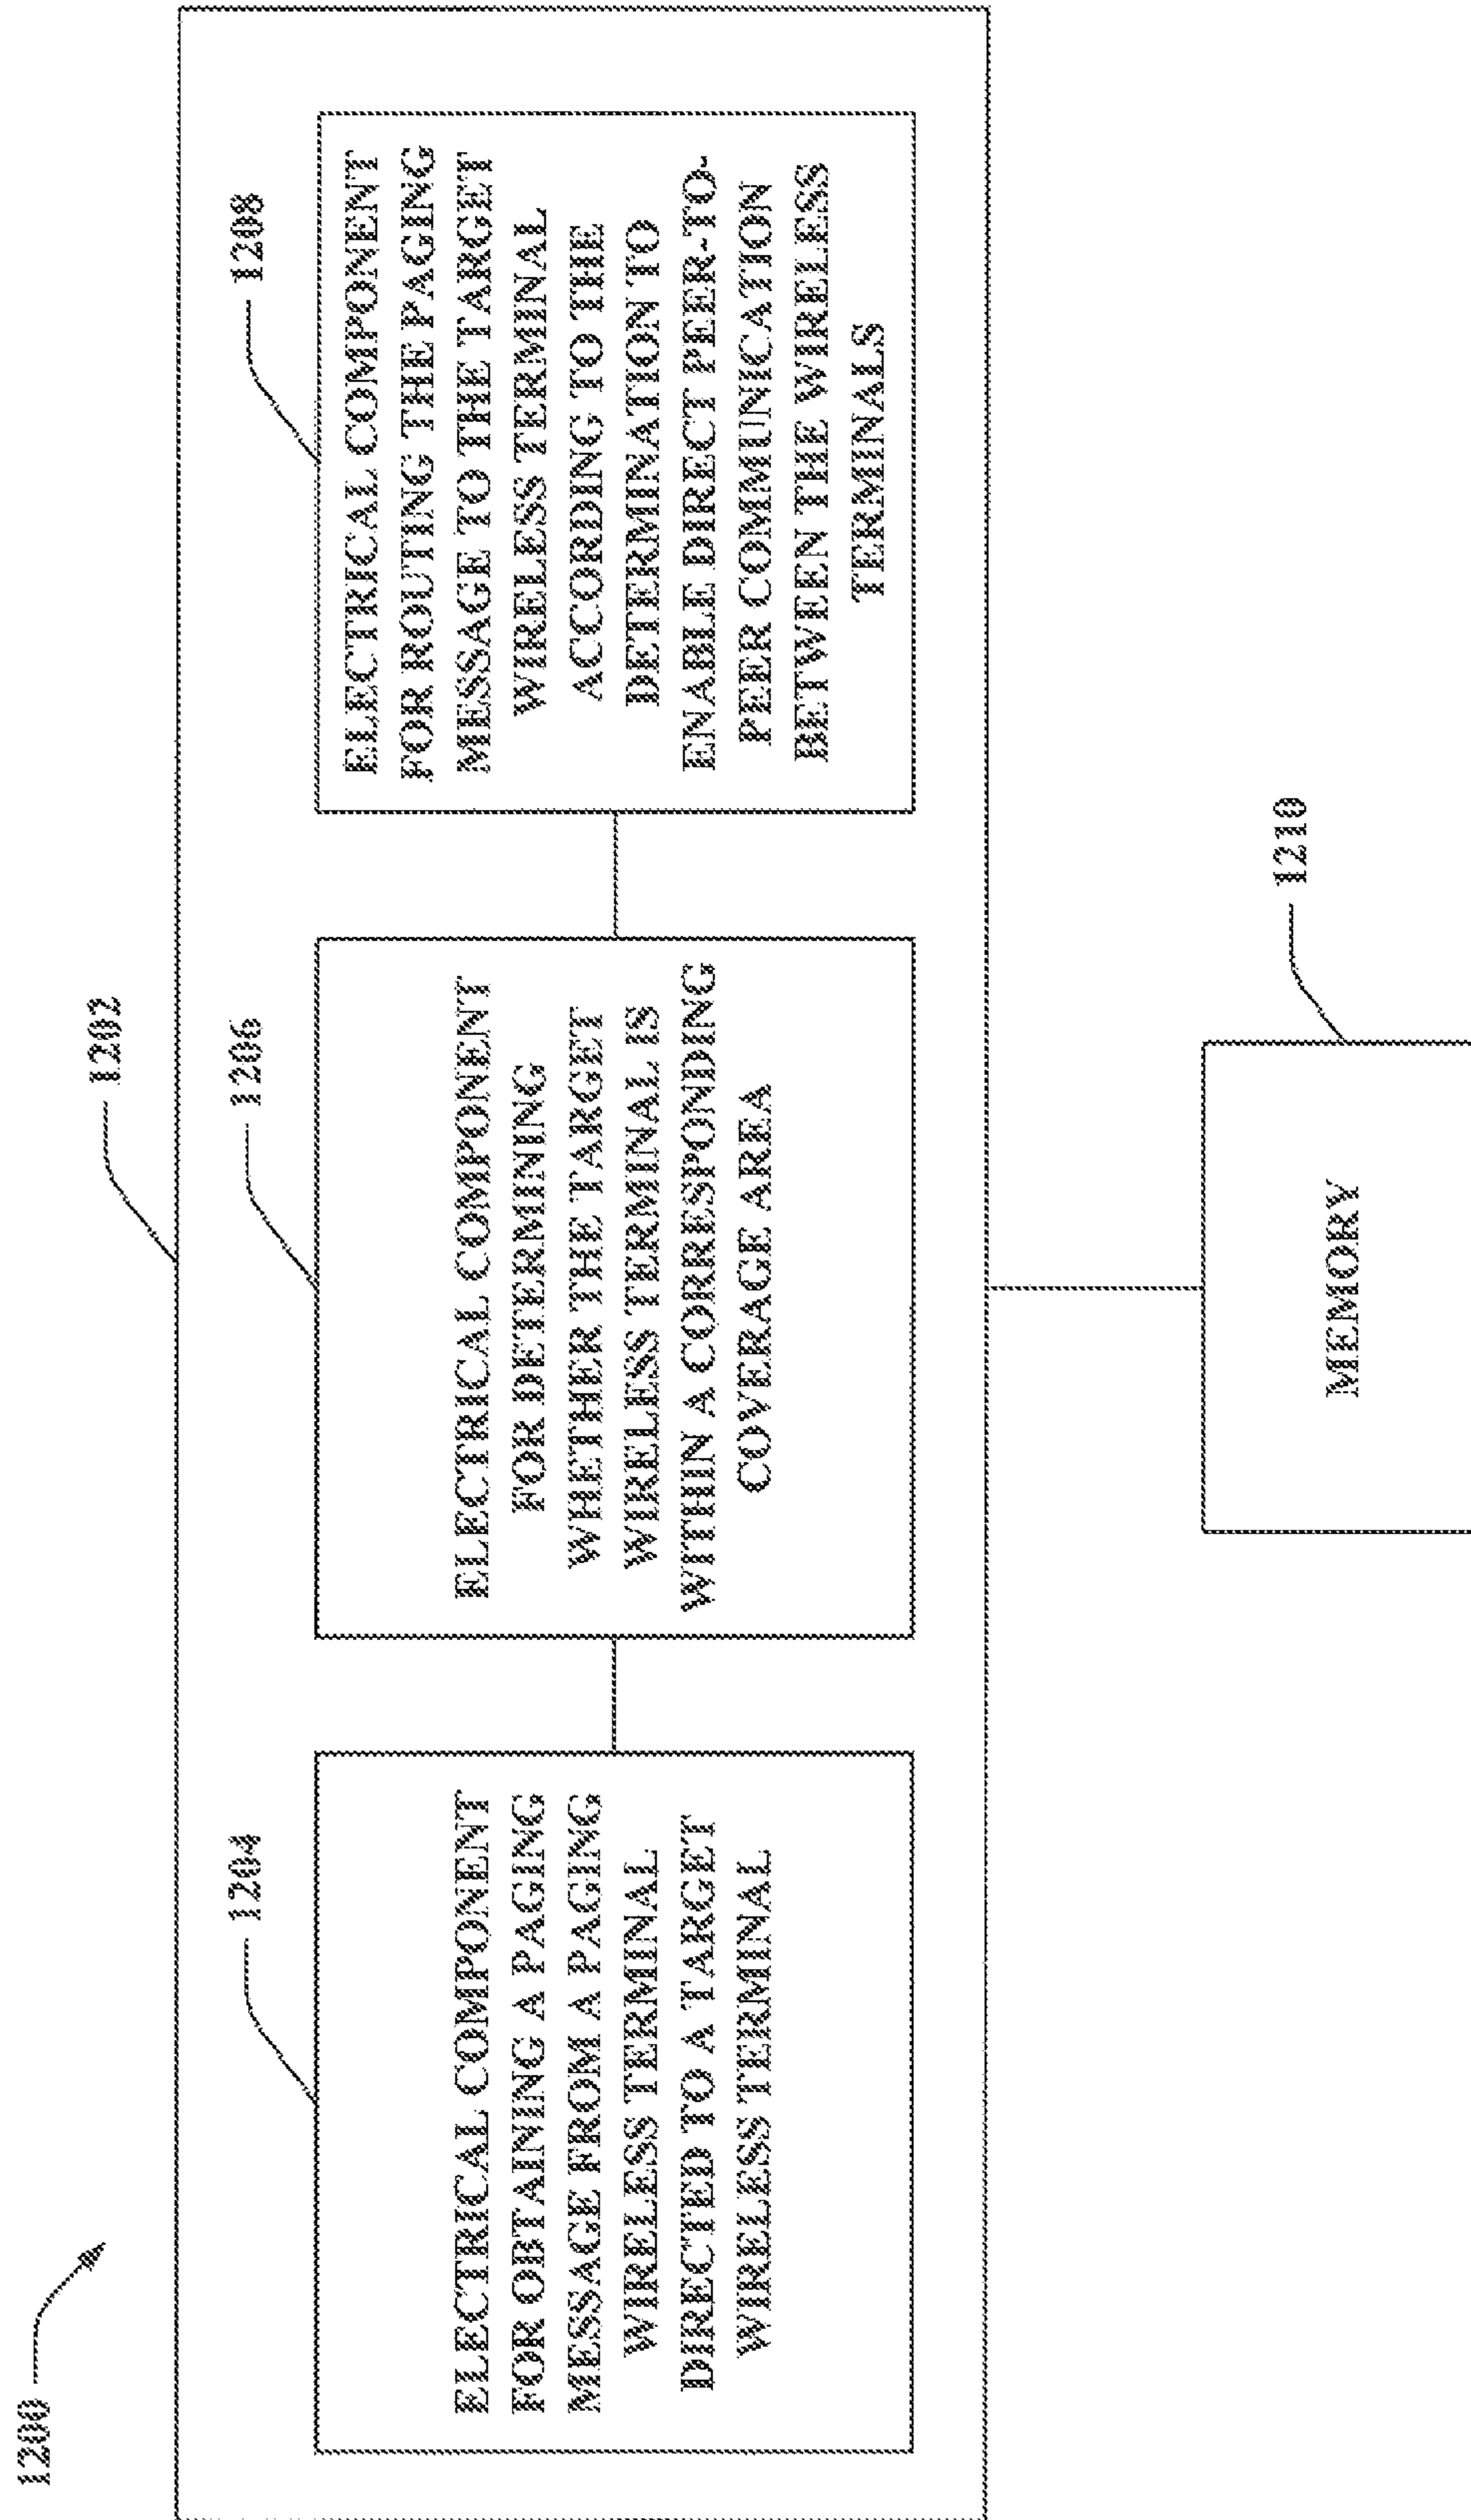 1200
1202
1204
ELECTRICAL COMPONENT
FOR OBTAINING A PAGING
MESSAGE FROM A PAGING
WIRELESS TERMINAL
DIRECTED TO A TARGET
WIRELESS TERMINAL
1206
ELECTRICAL COMPONENT
FOR DETERMINING
WHETHER THE TARGET
WIRELESS TERMINAL IS
WITHIN A CORRESPONDING
COVERAGE AREA
1208
ELECTRICAL COMPONENT
FOR ROUTING THE PAGING
MESSAGE TO THE TARGET
WIRELESS TERMINAL
ACCORDING TO THE
DETERMINATION TO
ENABLE DIRECT PEER-TO-
PEER COMMUNICATION
BETWEEN THE WIRELESS
TERMINALS
1210
MEMORY